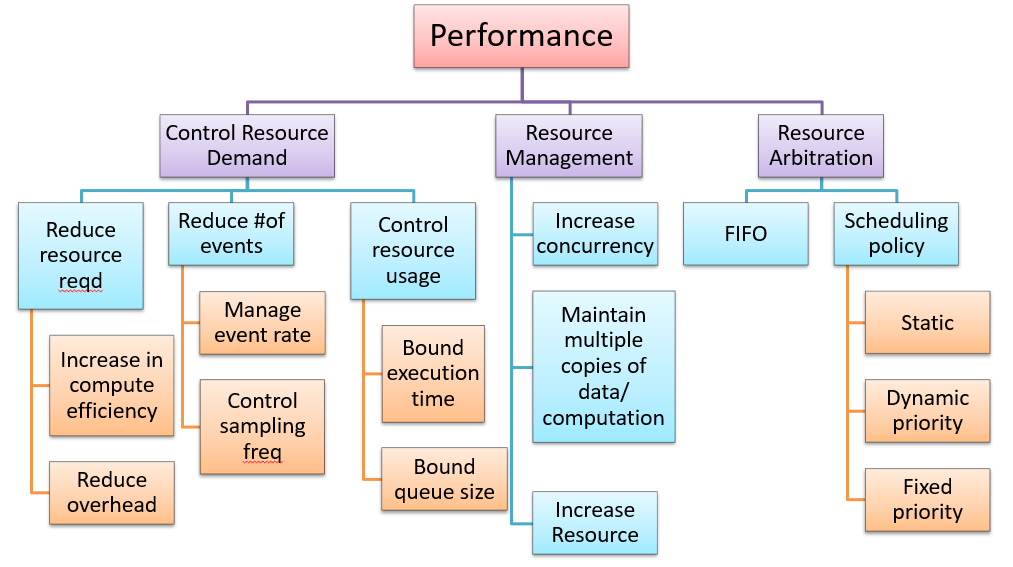 Performance
Control Resource
Demand
Resource
Management
Resource
Arbitration
Reduce
resource
reqd
Reduce #of
events
Control
resource
usage
Increase
concurrency
FIFO
Scheduling
policy
Increase in
compute
efficiency
Reduce
overhead
Manage
event rate
Control
sampling
freq
Bound
execution
time
Bound
queue size
Maintain
multiple
copies of
data/
computation
Increase
Resource
Static
Dynamic
priority
Fixed
priority